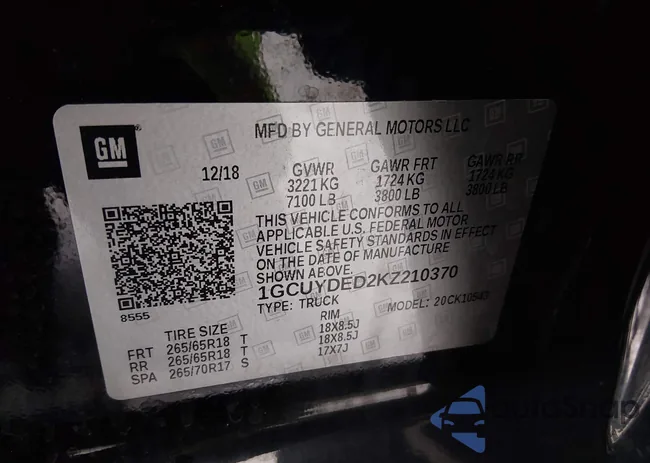 GM
MFD BY GENERAL MOTORS LLC
12/18
GVWR GAWR FRT GAWR RR
3221 KG 1724 KG 1724 KG
7100 LB 3800 LB 3800 LB
THIS VEHICLE CONFORMS TO ALL
APPLICABLE U.S. FEDERAL MOTOR
VEHICLE SAFETY STANDARDS IN EFFECT
ON THE DATE OF MANUFACTURE
SHOWN ABOVE.
1GCUYDED2KZ210370
TYPE: TRUCK MODEL: 20CK10543
8555
TIRE SIZE RIM
FRT 265/65R18 T 18X8.5J
RR 265/65R18 T 18X8.5J
SPA 265/70R17 S 17X7J
AutoSnap